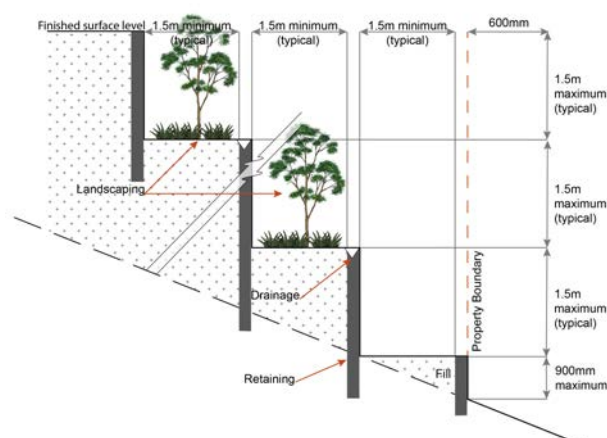 Finished surface level
1.5m minimum
(typical)
1.5m minimum
(typical)
1.5m minimum
(typical)
600mm
1.5m
maximum
(typical)
Landscaping
1.5m
maximum
(typical)
Drainage
Property Boundary
1.5m
maximum
(typical)
Retaining
Fill
900mm
maximum